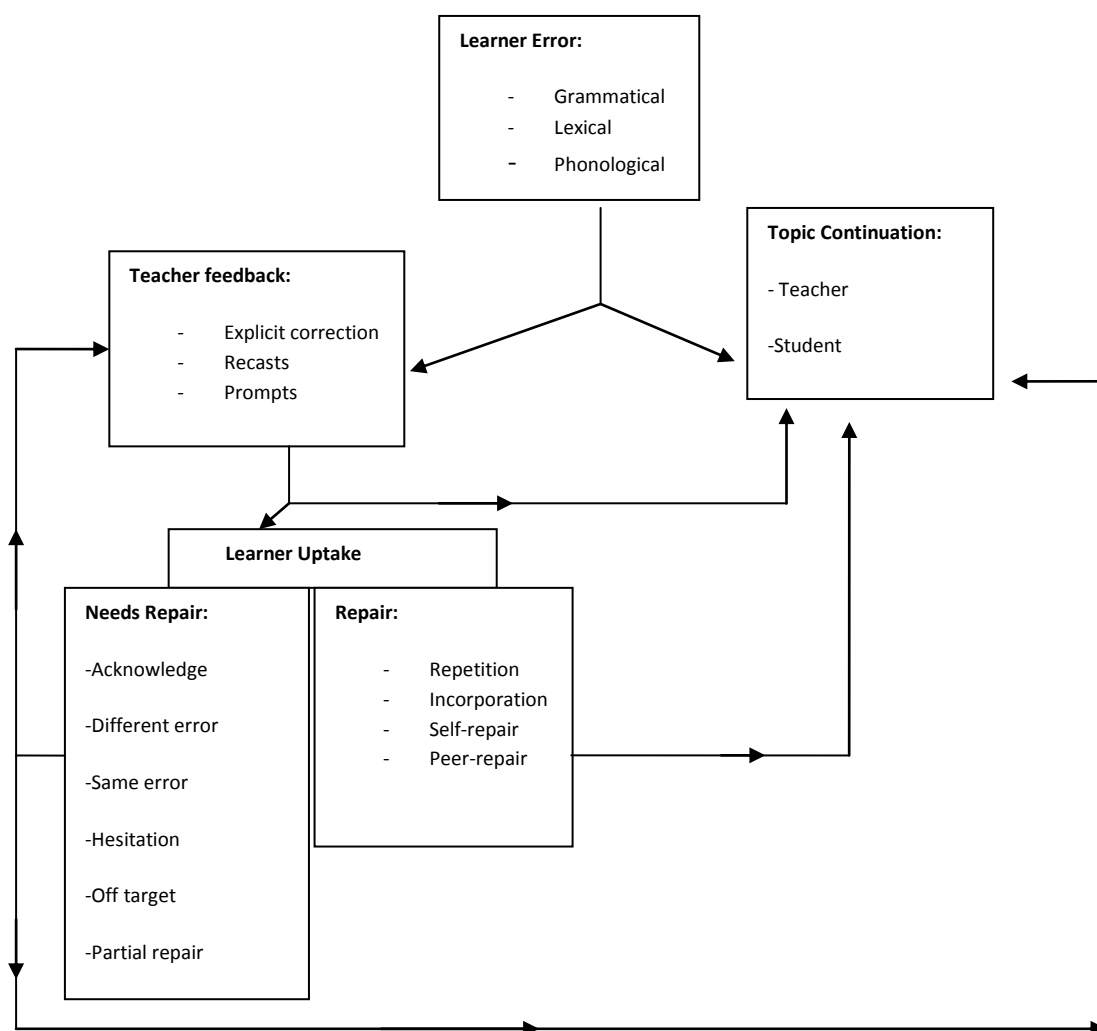 Learner Error:
- Grammatical
- Lexical
- Phonological
Topic Continuation:
- Teacher
-Student
Teacher feedback:
- Explicit correction
- Recasts
- Prompts
Learner Uptake
Needs Repair:
-Acknowledge
-Different error
-Same error
-Hesitation
-Off target
-Partial repair
Repair:
- Repetition
- Incorporation
- Self-repair
- Peer-repair